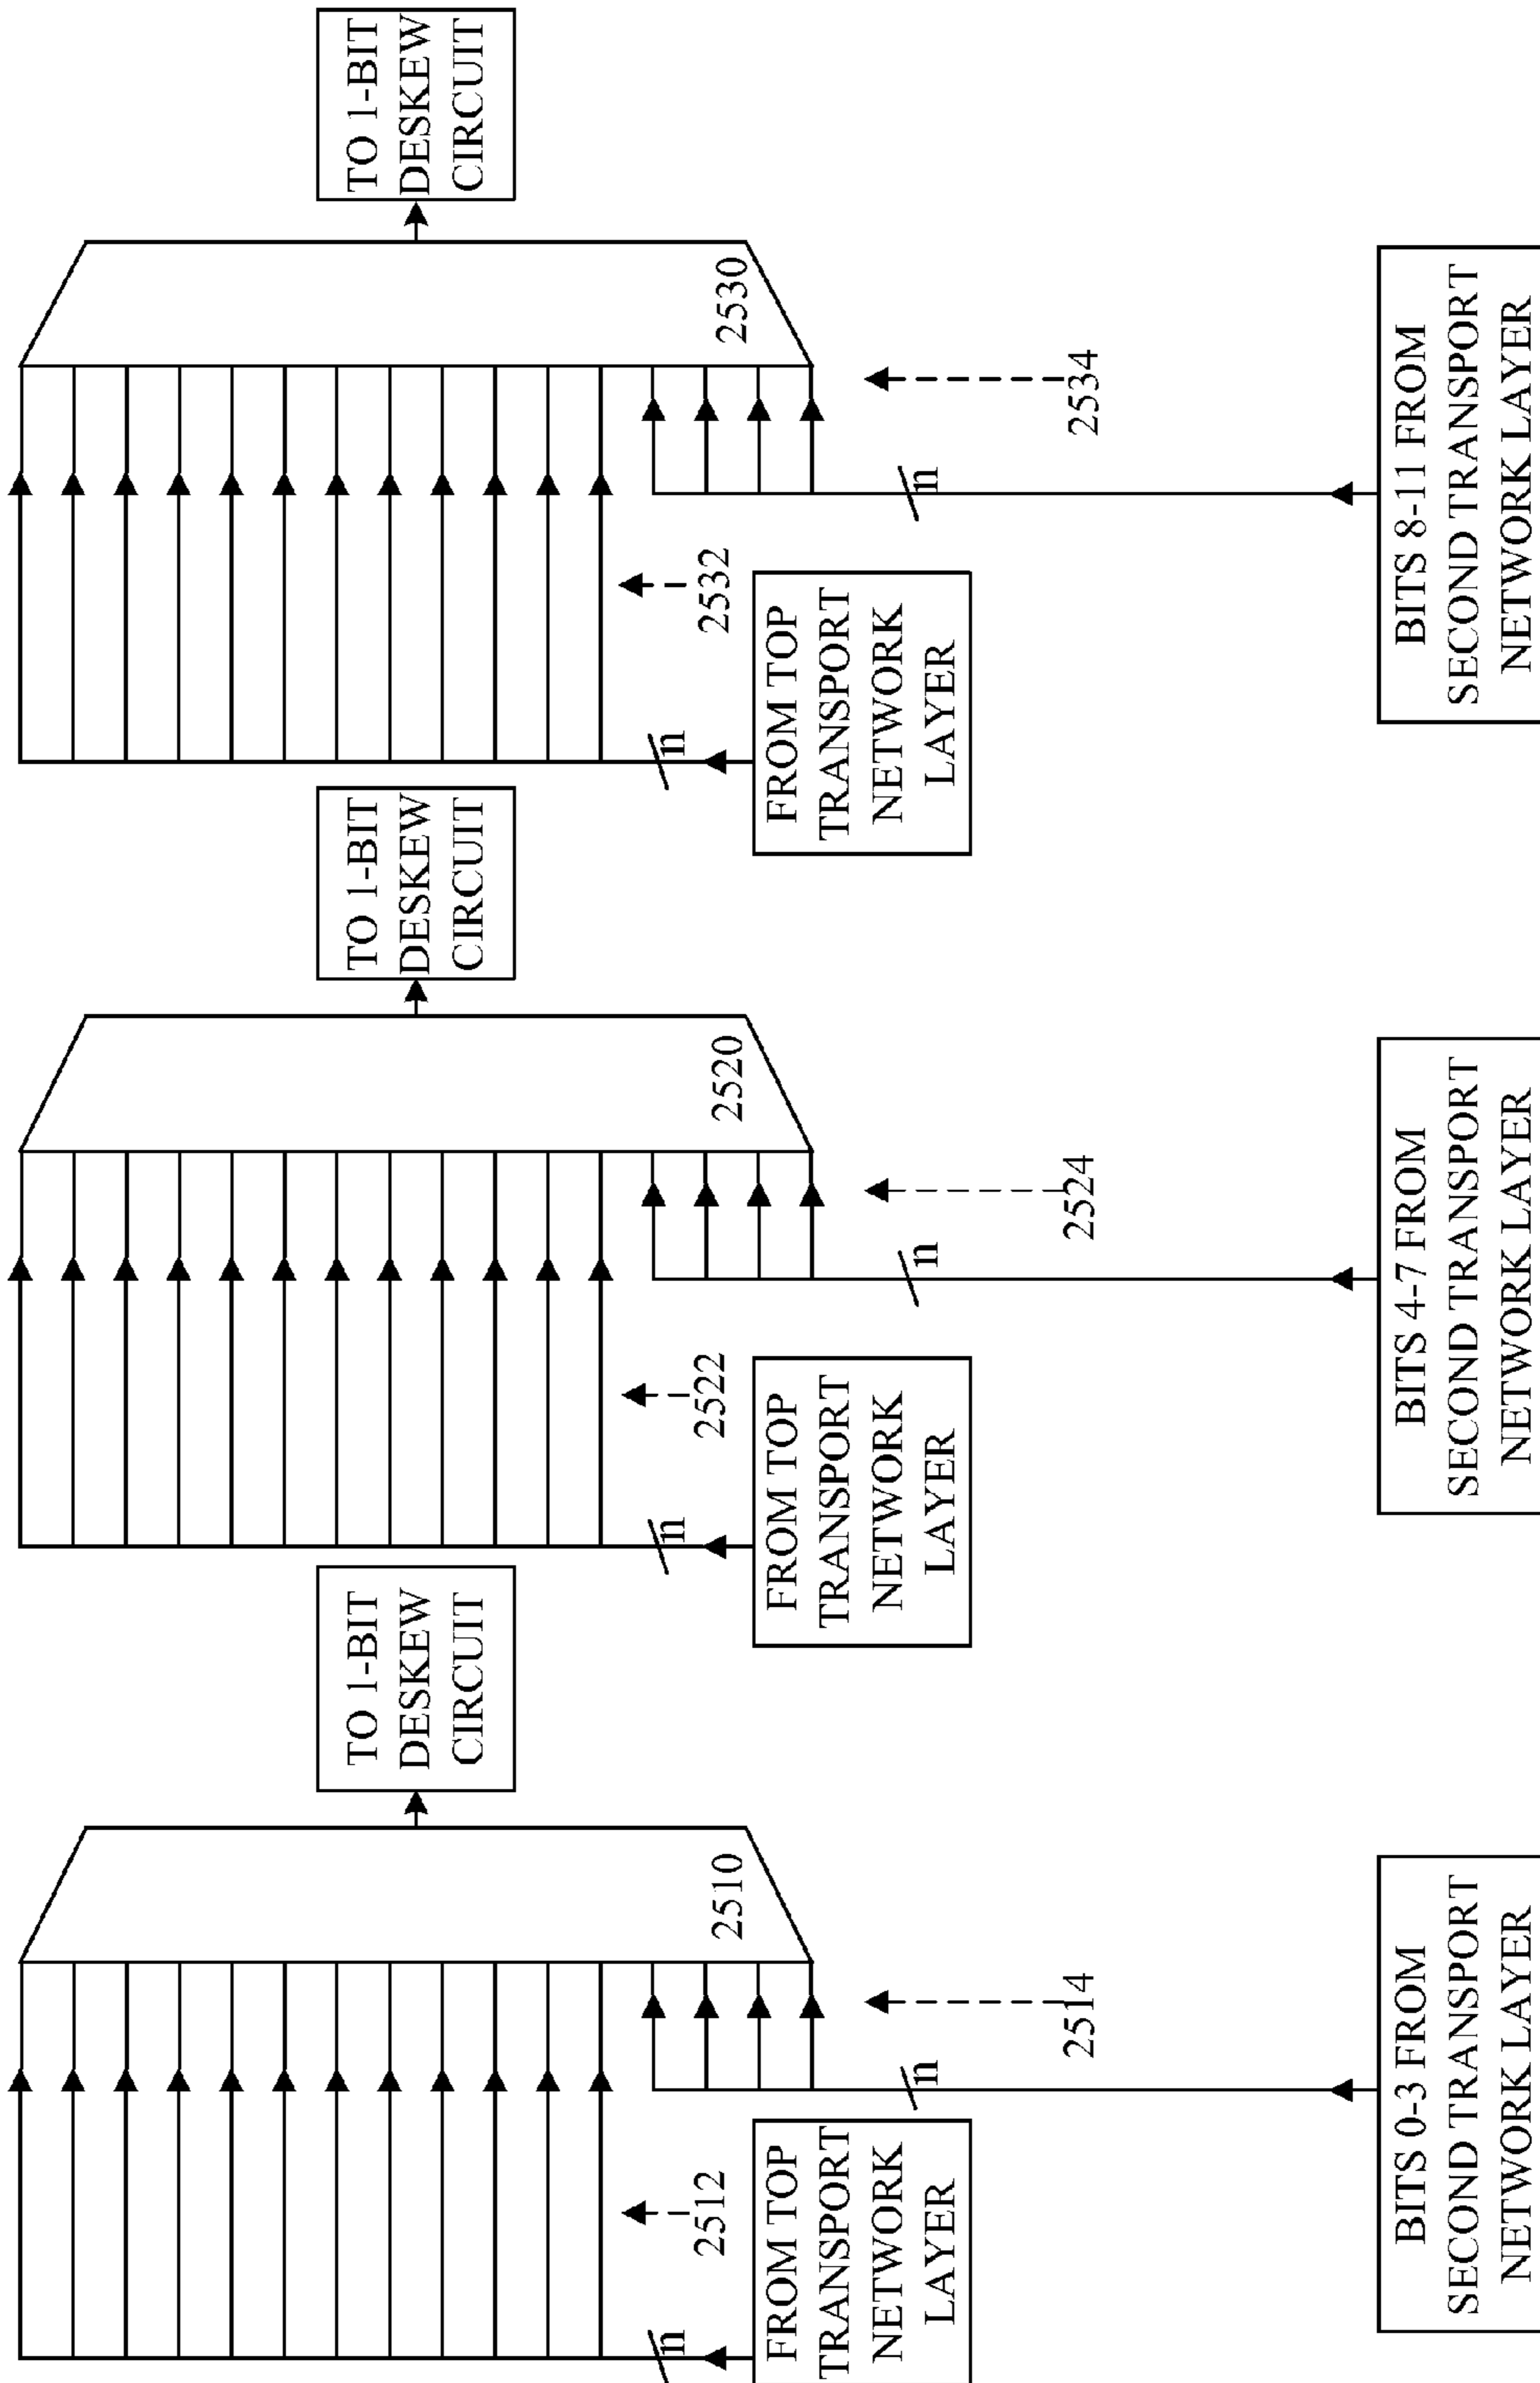 TO 1-BIT
DESKEW
CIRCUIT
2510
2512
n
FROM TOP
TRANSPORT
NETWORK
LAYER
2514
n
BITS 0-3 FROM
SECOND TRANSPORT
NETWORK LAYER
TO 1-BIT
DESKEW
CIRCUIT
2520
2522
n
FROM TOP
TRANSPORT
NETWORK
LAYER
2524
n
BITS 4-7 FROM
SECOND TRANSPORT
NETWORK LAYER
TO 1-BIT
DESKEW
CIRCUIT
2530
2532
n
FROM TOP
TRANSPORT
NETWORK
LAYER
2534
n
BITS 8-11 FROM
SECOND TRANSPORT
NETWORK LAYER